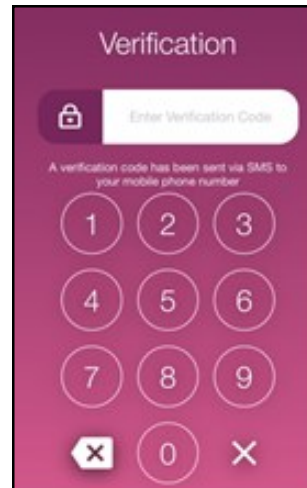 Verification
Enter Verification Code
A verification code has been sent via SMS to
your mobile phone number
1 2 3
4 5 6
7 8 9
0